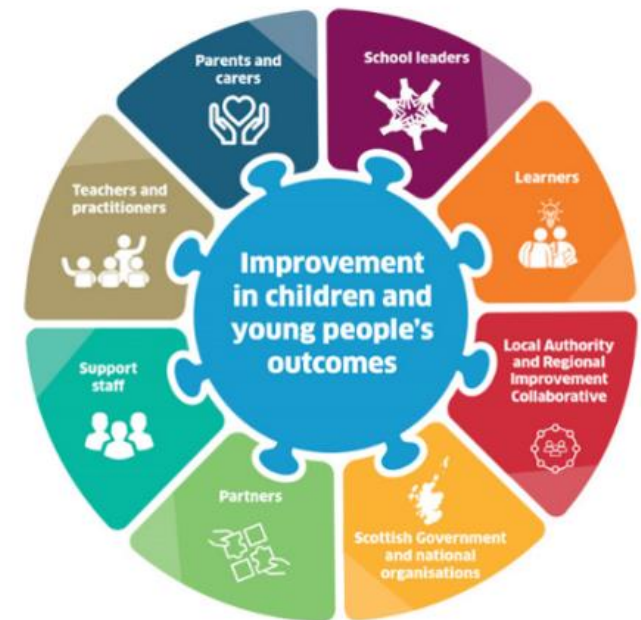 Improvement
in children and
young people's
outcomes
Parents and
carers
School leaders
Learners
Local Authority
and Regional
Improvement
Collaborative
Scottish Government
and national
organisations
Partners
Support
staff
Teachers and
practitioners